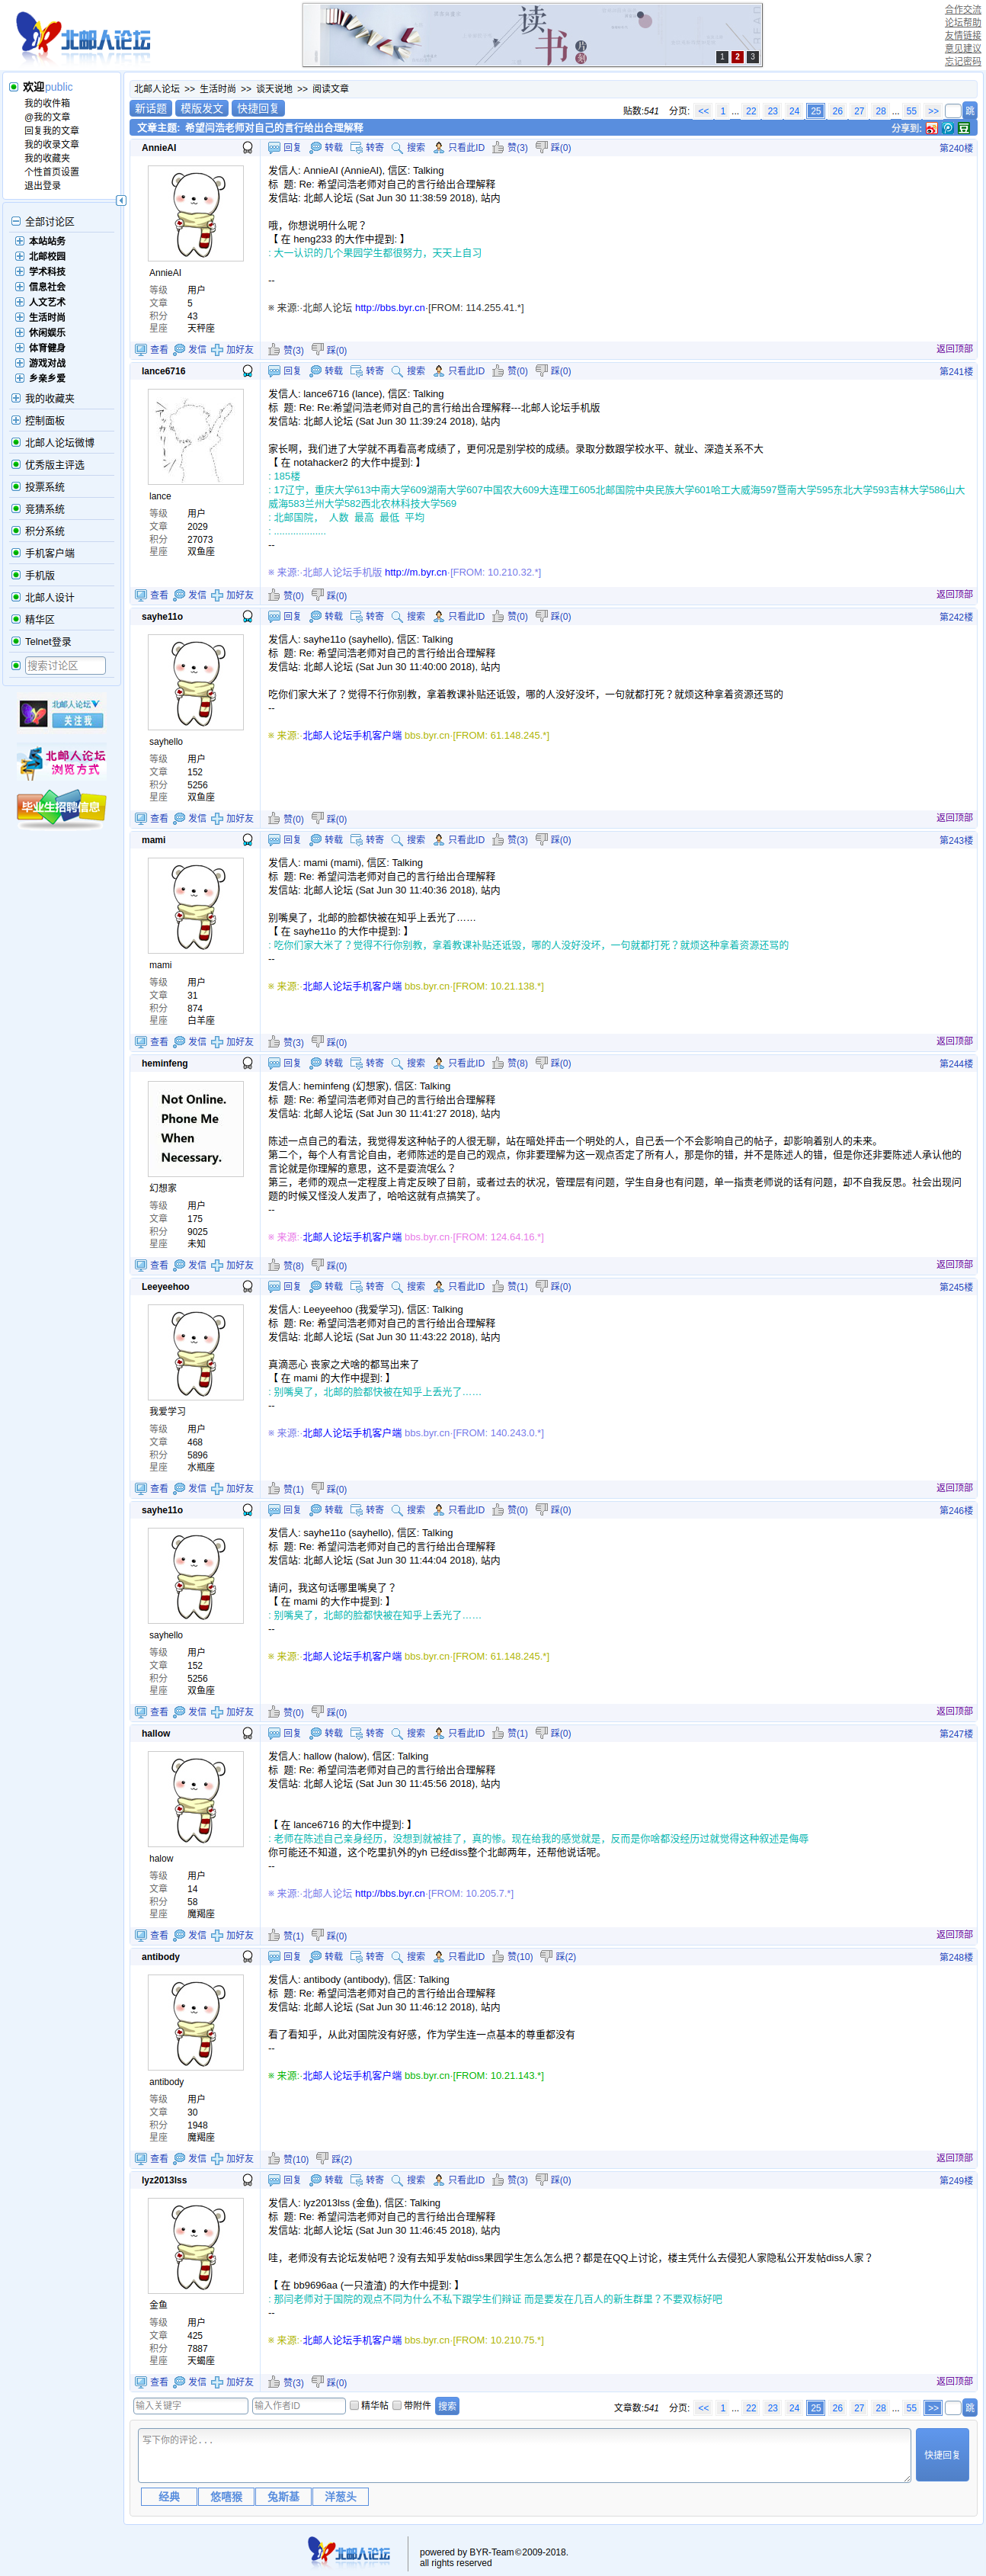 北邮人论坛
读书
月刊
1 2 3
合作交流
论坛帮助
友情链接
意见建议
忘记密码
欢迎public
我的收件箱
@我的文章
回复我的文章
我的收录文章
我的收藏夹
个性首页设置
退出登录
全部讨论区
本站站务
北邮校园
学术科技
信息社会
人文艺术
生活时尚
休闲娱乐
体育健身
游戏对战
乡亲乡爱
我的收藏夹
控制面板
北邮人论坛微博
优秀版主评选
投票系统
竞猜系统
积分系统
手机客户端
手机版
北邮人设计
精华区
Telnet登录
搜索讨论区
北邮人论坛
关注我
北邮人论坛
浏览方式
毕业生招聘信息
北邮人论坛 >> 生活时尚 >> 谈天说地 >> 阅读文章
新话题 模版发文 快捷回复
贴数:541 分页: << 1 ... 22 23 24 25 26 27 28 ... 55 >> 跳
文章主题: 希望闫浩老师对自己的言行给出合理解释 分享到:
AnnieAI 回复 转载 转寄 搜索 只看此ID 赞(3) 踩(0) 第240楼
发信人: AnnieAI (AnnieAI), 信区: Talking
标 题: Re: 希望闫浩老师对自己的言行给出合理解释
发信站: 北邮人论坛 (Sat Jun 30 11:38:59 2018), 站内
哦，你想说明什么呢？
【 在 heng233 的大作中提到: 】
: 大一认识的几个果园学生都很努力，天天上自习
--
※ 来源:·北邮人论坛 http://bbs.byr.cn·[FROM: 114.255.41.*]
AnnieAI
等级 用户
文章 5
积分 43
星座 天秤座
查看 发信 加好友 赞(3) 踩(0) 返回顶部
lance6716 回复 转载 转寄 搜索 只看此ID 赞(0) 踩(0) 第241楼
发信人: lance6716 (lance), 信区: Talking
标 题: Re: Re:希望闫浩老师对自己的言行给出合理解释---北邮人论坛手机版
发信站: 北邮人论坛 (Sat Jun 30 11:39:24 2018), 站内
家长啊，我们进了大学就不再看高考成绩了，更何况是别学校的成绩。录取分数跟学校水平、就业、深造关系不大
【 在 notahacker2 的大作中提到: 】
: 185楼
: 17辽宁，重庆大学613中南大学609湖南大学607中国农大609大连理工605北邮国院中央民族大学601哈工大威海597暨南大学595东北大学593吉林大学586山大
威海583兰州大学582西北农林科技大学569
: 北邮国院， 人数 最高 最低 平均
: ...................
--
※ 来源:·北邮人论坛手机版 http://m.byr.cn·[FROM: 10.210.32.*]
lance
等级 用户
文章 2029
积分 27073
星座 双鱼座
查看 发信 加好友 赞(0) 踩(0) 返回顶部
sayhe11o 回复 转载 转寄 搜索 只看此ID 赞(0) 踩(0) 第242楼
发信人: sayhe11o (sayhello), 信区: Talking
标 题: Re: 希望闫浩老师对自己的言行给出合理解释
发信站: 北邮人论坛 (Sat Jun 30 11:40:00 2018), 站内
吃你们家大米了？觉得不行你别教，拿着教课补贴还诋毁，哪的人没好没坏，一句就都打死？就烦这种拿着资源还骂的
--
※ 来源:·北邮人论坛手机客户端 bbs.byr.cn·[FROM: 61.148.245.*]
sayhello
等级 用户
文章 152
积分 5256
星座 双鱼座
查看 发信 加好友 赞(0) 踩(0) 返回顶部
mami 回复 转载 转寄 搜索 只看此ID 赞(3) 踩(0) 第243楼
发信人: mami (mami), 信区: Talking
标 题: Re: 希望闫浩老师对自己的言行给出合理解释
发信站: 北邮人论坛 (Sat Jun 30 11:40:36 2018), 站内
别嘴臭了，北邮的脸都快被在知乎上丢光了……
【 在 sayhe11o 的大作中提到: 】
: 吃你们家大米了？觉得不行你别教，拿着教课补贴还诋毁，哪的人没好没坏，一句就都打死？就烦这种拿着资源还骂的
--
※ 来源:·北邮人论坛手机客户端 bbs.byr.cn·[FROM: 10.21.138.*]
mami
等级 用户
文章 31
积分 874
星座 白羊座
查看 发信 加好友 赞(3) 踩(0) 返回顶部
heminfeng 回复 转载 转寄 搜索 只看此ID 赞(8) 踩(0) 第244楼
Not Online.
Phone Me
When
Necessary.
发信人: heminfeng (幻想家), 信区: Talking
标 题: Re: 希望闫浩老师对自己的言行给出合理解释
发信站: 北邮人论坛 (Sat Jun 30 11:41:27 2018), 站内
陈述一点自己的看法，我觉得发这种帖子的人很无聊，站在暗处抨击一个明处的人，自己丢一个不会影响自己的帖子，却影响着别人的未来。
第二个，每个人有言论自由，老师陈述的是自己的观点，你非要理解为这一观点否定了所有人，那是你的错，并不是陈述人的错，但是你还非要陈述人承认他的
言论就是你理解的意思，这不是耍流氓么？
第三，老师的观点一定程度上肯定反映了目前，或者过去的状况，管理层有问题，学生自身也有问题，单一指责老师说的话有问题，却不自我反思。社会出现问
题的时候又怪没人发声了，哈哈这就有点搞笑了。
--
※ 来源:·北邮人论坛手机客户端 bbs.byr.cn·[FROM: 124.64.16.*]
幻想家
等级 用户
文章 175
积分 9025
星座 未知
查看 发信 加好友 赞(8) 踩(0) 返回顶部
Leeyeehoo 回复 转载 转寄 搜索 只看此ID 赞(1) 踩(0) 第245楼
发信人: Leeyeehoo (我爱学习), 信区: Talking
标 题: Re: 希望闫浩老师对自己的言行给出合理解释
发信站: 北邮人论坛 (Sat Jun 30 11:43:22 2018), 站内
真滴恶心 丧家之犬啥的都骂出来了
【 在 mami 的大作中提到: 】
: 别嘴臭了，北邮的脸都快被在知乎上丢光了……
--
※ 来源:·北邮人论坛手机客户端 bbs.byr.cn·[FROM: 140.243.0.*]
我爱学习
等级 用户
文章 468
积分 5896
星座 水瓶座
查看 发信 加好友 赞(1) 踩(0) 返回顶部
sayhe11o 回复 转载 转寄 搜索 只看此ID 赞(0) 踩(0) 第246楼
发信人: sayhe11o (sayhello), 信区: Talking
标 题: Re: 希望闫浩老师对自己的言行给出合理解释
发信站: 北邮人论坛 (Sat Jun 30 11:44:04 2018), 站内
请问，我这句话哪里嘴臭了？
【 在 mami 的大作中提到: 】
: 别嘴臭了，北邮的脸都快被在知乎上丢光了……
--
※ 来源:·北邮人论坛手机客户端 bbs.byr.cn·[FROM: 61.148.245.*]
sayhello
等级 用户
文章 152
积分 5256
星座 双鱼座
查看 发信 加好友 赞(0) 踩(0) 返回顶部
hallow 回复 转载 转寄 搜索 只看此ID 赞(1) 踩(0) 第247楼
发信人: hallow (halow), 信区: Talking
标 题: Re: 希望闫浩老师对自己的言行给出合理解释
发信站: 北邮人论坛 (Sat Jun 30 11:45:56 2018), 站内
【 在 lance6716 的大作中提到: 】
: 老师在陈述自己亲身经历，没想到就被挂了，真的惨。现在给我的感觉就是，反而是你啥都没经历过就觉得这种叙述是侮辱
你可能还不知道，这个吃里扒外的yh 已经diss整个北邮两年，还帮他说话呢。
--
※ 来源:·北邮人论坛 http://bbs.byr.cn·[FROM: 10.205.7.*]
halow
等级 用户
文章 14
积分 58
星座 魔羯座
查看 发信 加好友 赞(1) 踩(0) 返回顶部
antibody 回复 转载 转寄 搜索 只看此ID 赞(10) 踩(2) 第248楼
发信人: antibody (antibody), 信区: Talking
标 题: Re: 希望闫浩老师对自己的言行给出合理解释
发信站: 北邮人论坛 (Sat Jun 30 11:46:12 2018), 站内
看了看知乎，从此对国院没有好感，作为学生连一点基本的尊重都没有
--
※ 来源:·北邮人论坛手机客户端 bbs.byr.cn·[FROM: 10.21.143.*]
antibody
等级 用户
文章 30
积分 1948
星座 魔羯座
查看 发信 加好友 赞(10) 踩(2) 返回顶部
lyz2013lss 回复 转载 转寄 搜索 只看此ID 赞(3) 踩(0) 第249楼
发信人: lyz2013lss (金鱼), 信区: Talking
标 题: Re: 希望闫浩老师对自己的言行给出合理解释
发信站: 北邮人论坛 (Sat Jun 30 11:46:45 2018), 站内
哇，老师没有去论坛发帖吧？没有去知乎发帖diss果园学生怎么怎么把？都是在QQ上讨论，楼主凭什么去侵犯人家隐私公开发帖diss人家？
【 在 bb9696aa (一只渣渣) 的大作中提到: 】
: 那闫老师对于国院的观点不同为什么不私下跟学生们辩证 而是要发在几百人的新生群里？不要双标好吧
--
※ 来源:·北邮人论坛手机客户端 bbs.byr.cn·[FROM: 10.210.75.*]
金鱼
等级 用户
文章 425
积分 7887
星座 天蝎座
查看 发信 加好友 赞(3) 踩(0) 返回顶部
输入关键字 输入作者ID 精华帖 带附件 搜索
文章数:541 分页: << 1 ... 22 23 24 25 26 27 28 ... 55 >> 跳
写下你的评论...
快捷回复
经典 悠嘻猴 兔斯基 洋葱头
北邮人论坛
powered by BYR-Team©2009-2018.
all rights reserved